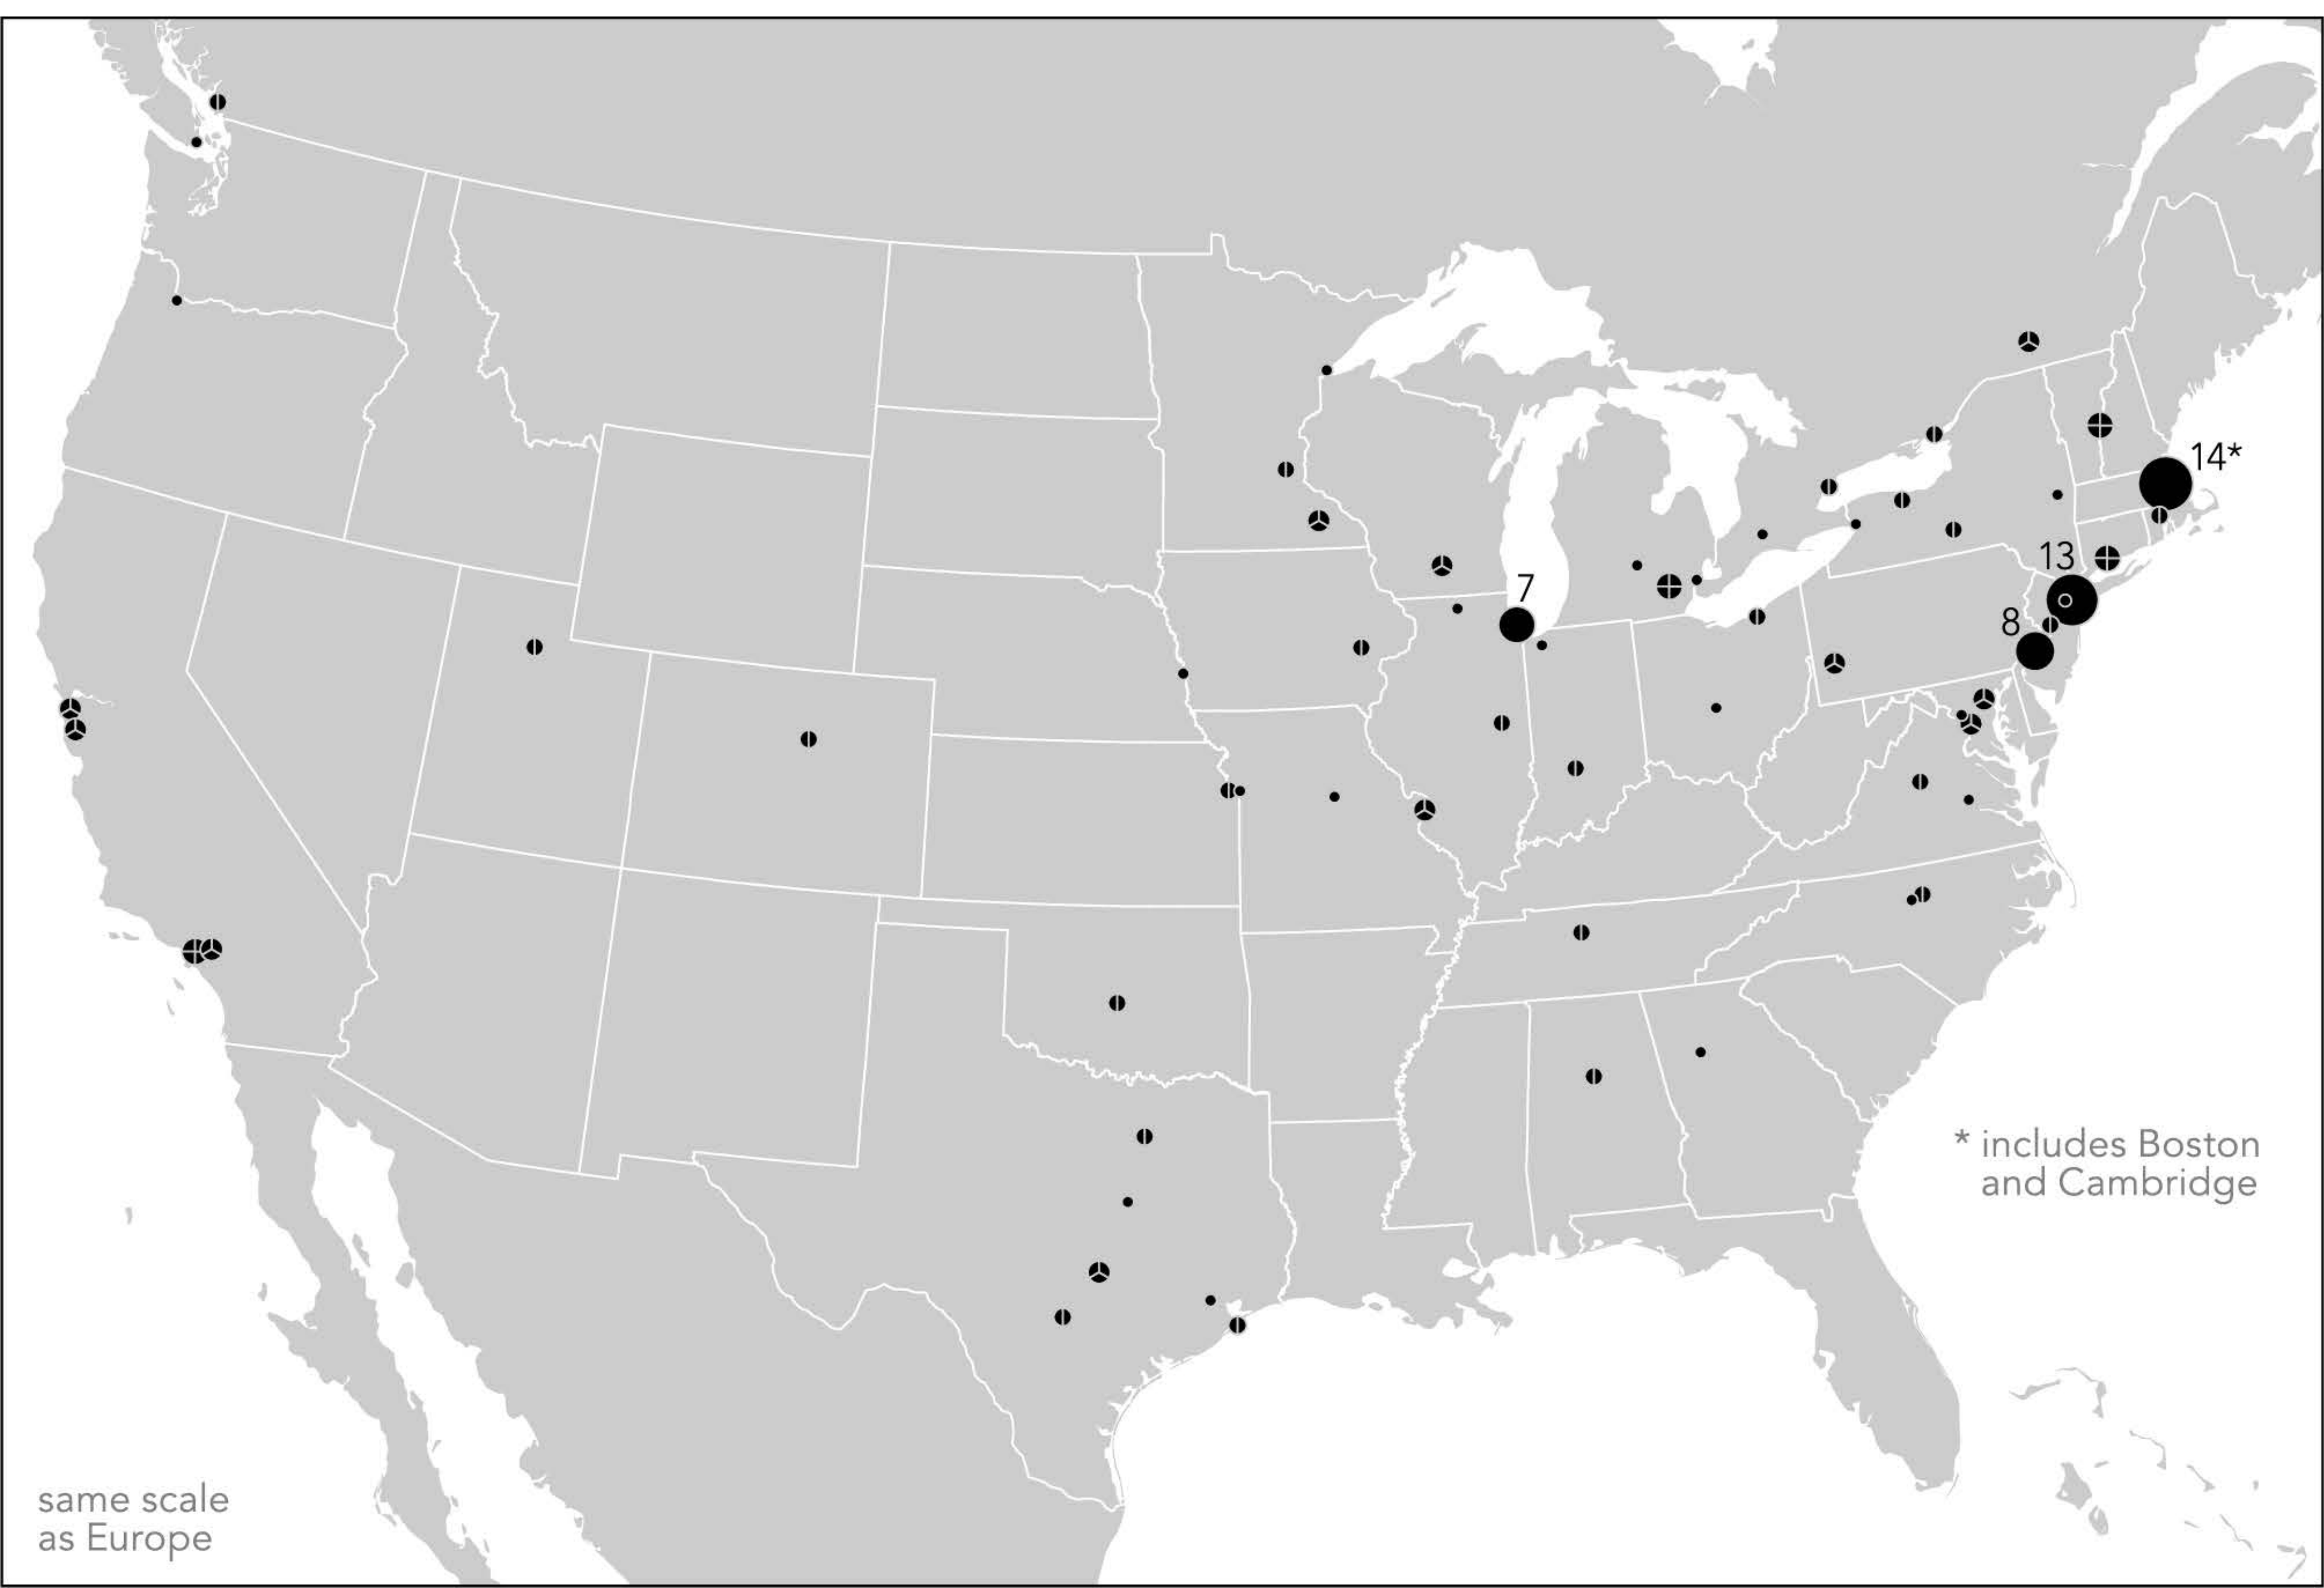 14*
13
7
8
* includes Boston
and Cambridge
same scale
as Europe